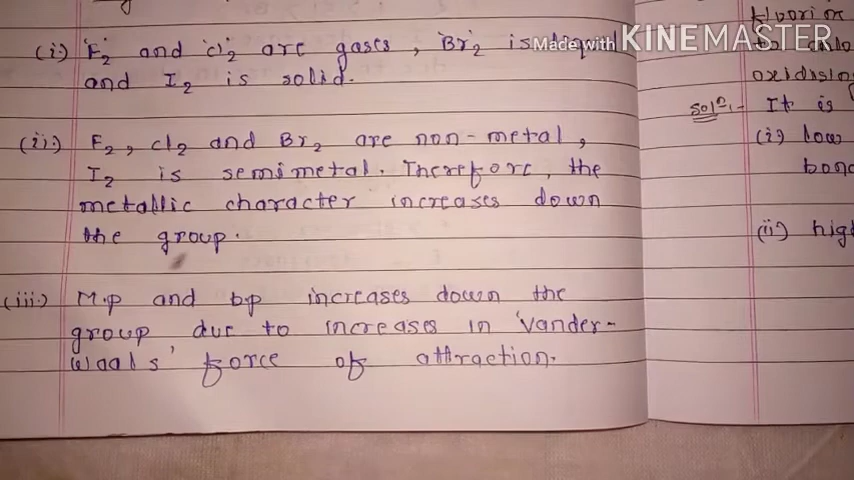 (i) F2 and Cl2 are gases, Br2 is liquid
and I2 is solid.
(ii) F2, Cl2 and Br2 are non-metal,
I2 is semimetal. Therefore, the
metallic character increases down
the group.
(iii) M.p and b.p increases down the
group due to increases in 'Vander-
waals' force of attraction.
Made with KINEMASTER
oxidising
Soln:- It is
(i) low
bond
(ii) high